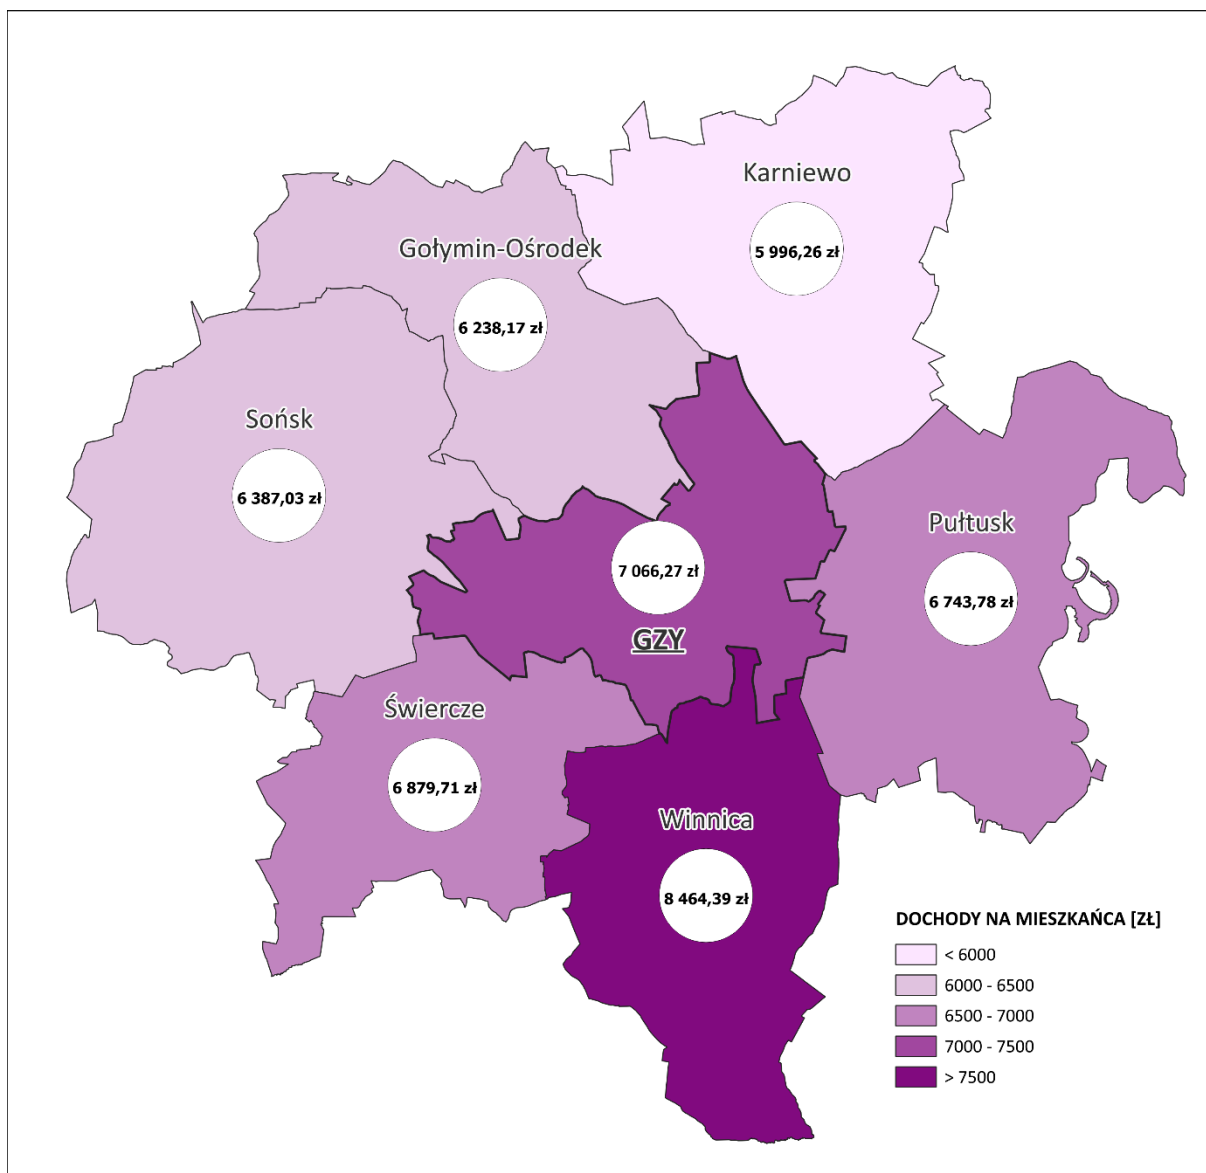 Karniewo
5 996,26 zł
Gołymin-Ośrodek
6 238,17 zł
Sońsk
6 387,03 zł
Pułtusk
6 743,78 zł
7 066,27 zł
GZY
Świercze
6 879,71 zł
Winnica
8 464,39 zł
DOCHODY NA MIESZKAŃCA [ZŁ]
< 6000
6000 - 6500
6500 - 7000
7000 - 7500
> 7500